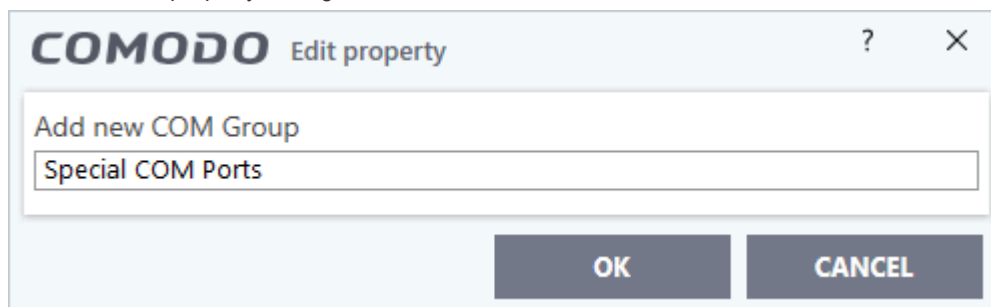 COMODO Edit property ? ✕
Add new COM Group
Special COM Ports
OK CANCEL